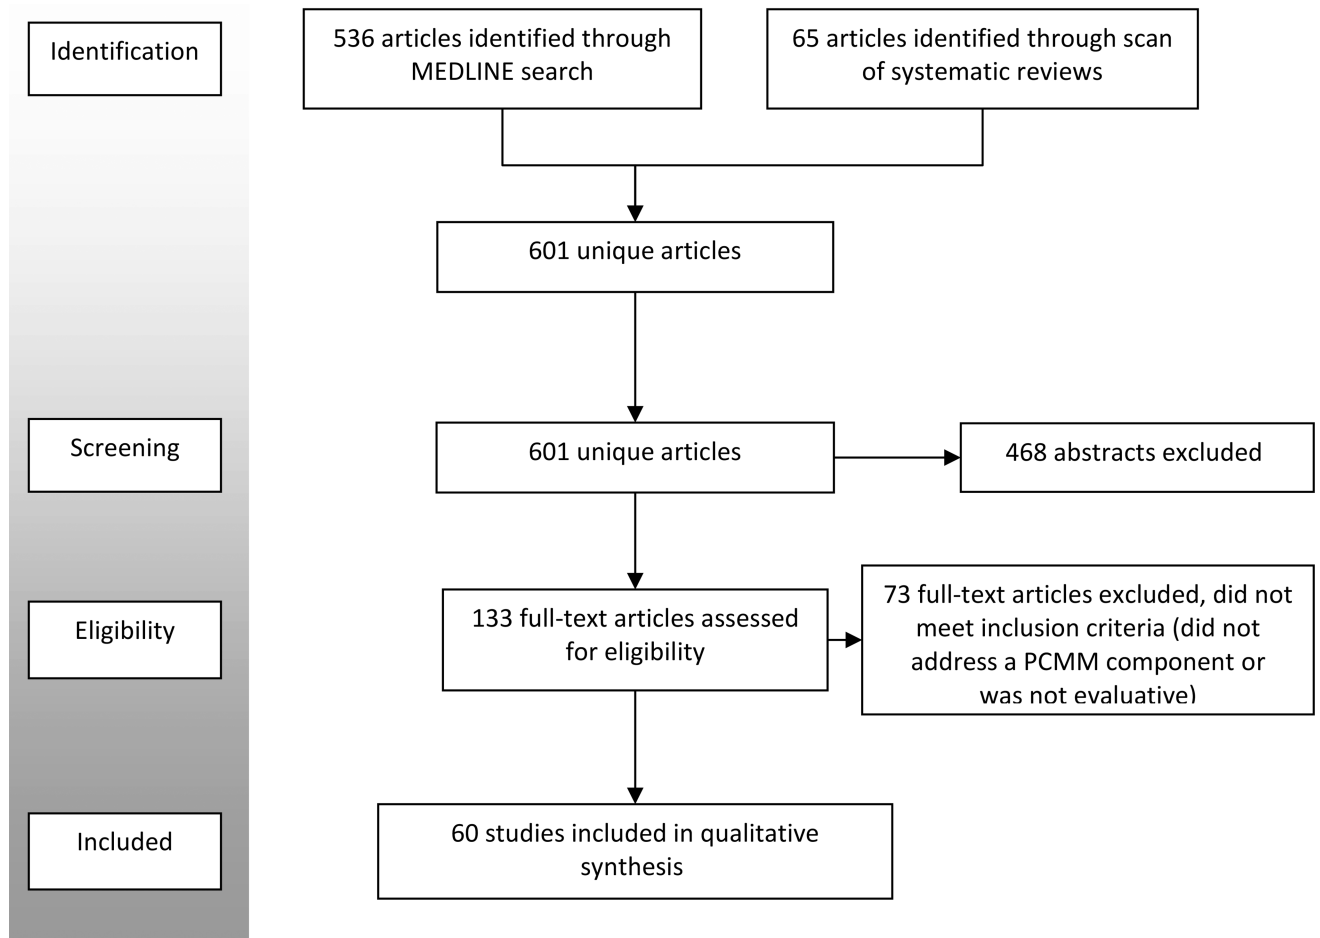 Identification
536 articles identified through
MEDLINE search
65 articles identified through scan
of systematic reviews
601 unique articles
Screening
601 unique articles
468 abstracts excluded
Eligibility
133 full-text articles assessed
for eligibility
73 full-text articles excluded, did not
meet inclusion criteria (did not
address a PCMM component or
was not evaluative)
Included
60 studies included in qualitative
synthesis